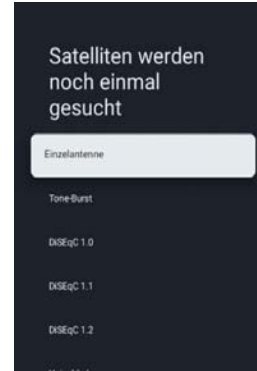 Satelliten werden
noch einmal
gesucht
Einzelantenne
Tone-Burst
DiSEqC 1.0
DiSEqC 1.1
DiSEqC 1.2